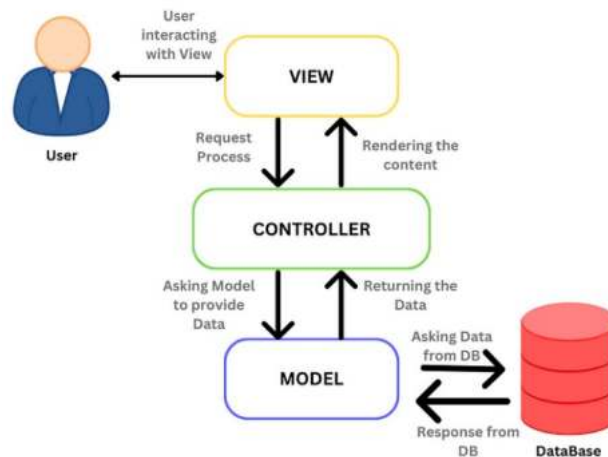 User
interacting
with View
VIEW
User
Request
Process
Rendering the
content
CONTROLLER
Asking Model
to provide
Data
Returning the
Data
MODEL
Asking Data
from DB
Response from
DB
DataBase